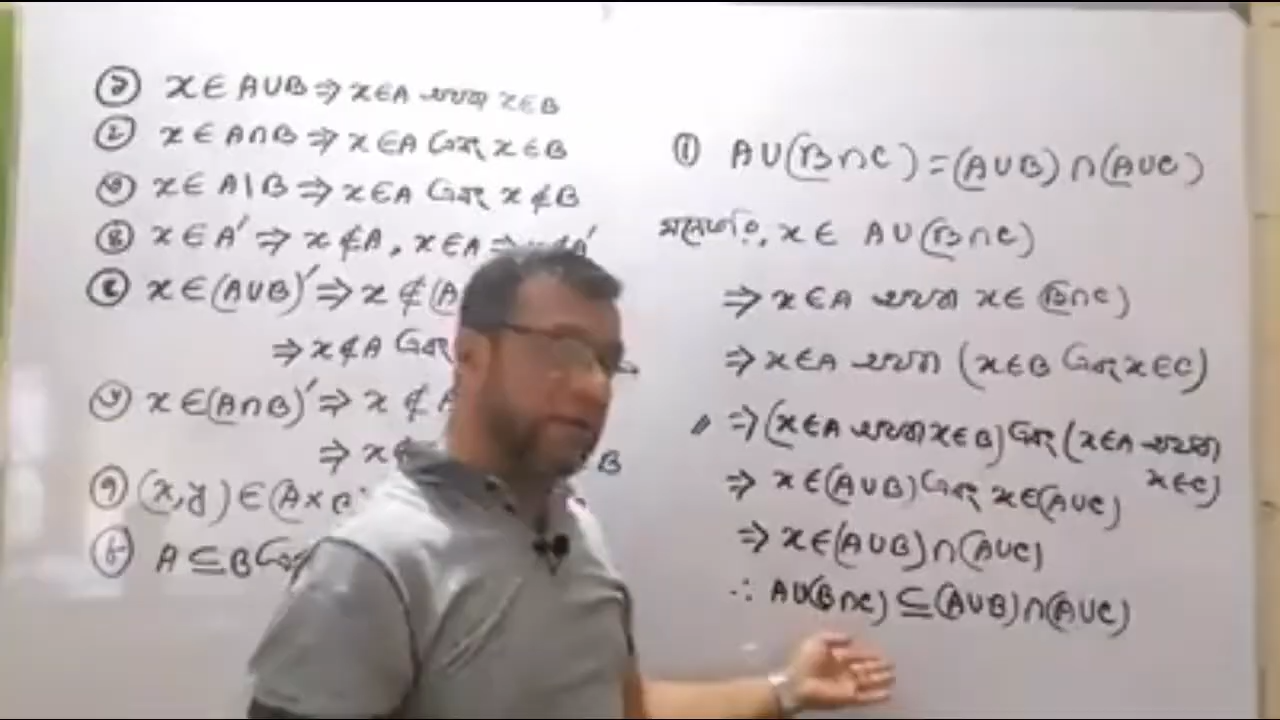 ১ x ∈ A∪B ⇒ x∈A অথবা x∈B
২ x ∈ A∩B ⇒ x∈A এবং x∈B
৩ x ∈ A\B ⇒ x∈A এবং x∉B
৪ x ∈ A′ ⇒ x∉A, x∈A ⇒ x∉A′
৫ x ∈(A∪B)′ ⇒ x ∉(A
⇒ x∉A এবং
৬ x ∈(A∩B)′ ⇒ x ∉ A
⇒ x∉ B
৭ (x,y) ∈(A×B
৮ A⊆B এবং
① A∪(B∩C) = (A∪B)∩(A∪C)
মনেকরি, x ∈ A∪(B∩C)
⇒ x∈A অথবা x∈(B∩C)
⇒ x∈A অথবা (x∈B এবং x∈C)
⇒ (x∈A অথবা x∈B) এবং (x∈A অথবা
x∈C)
⇒ x∈(A∪B) এবং x∈(A∪C)
⇒ x∈(A∪B)∩(A∪C)
∴ A∪(B∩C) ⊆ (A∪B)∩(A∪C)